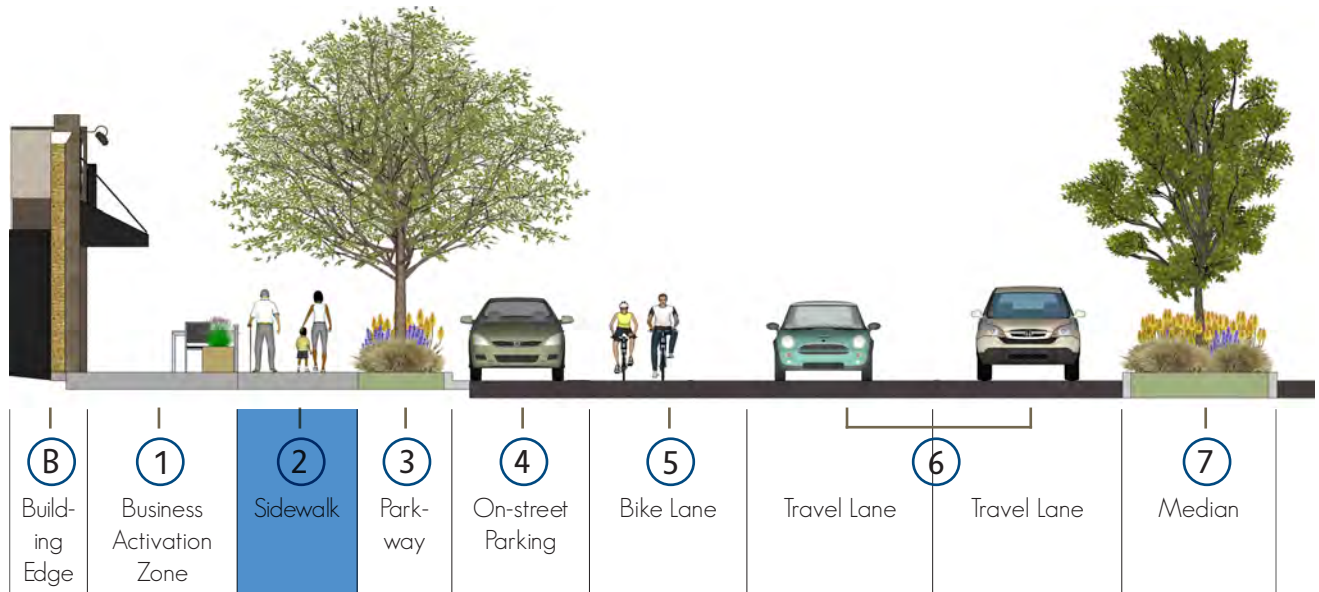 B
1
2
3
4
5
6
7
Build-
ing
Edge
Business
Activation
Zone
Sidewalk
Park-
way
On-street
Parking
Bike Lane
Travel Lane
Travel Lane
Median